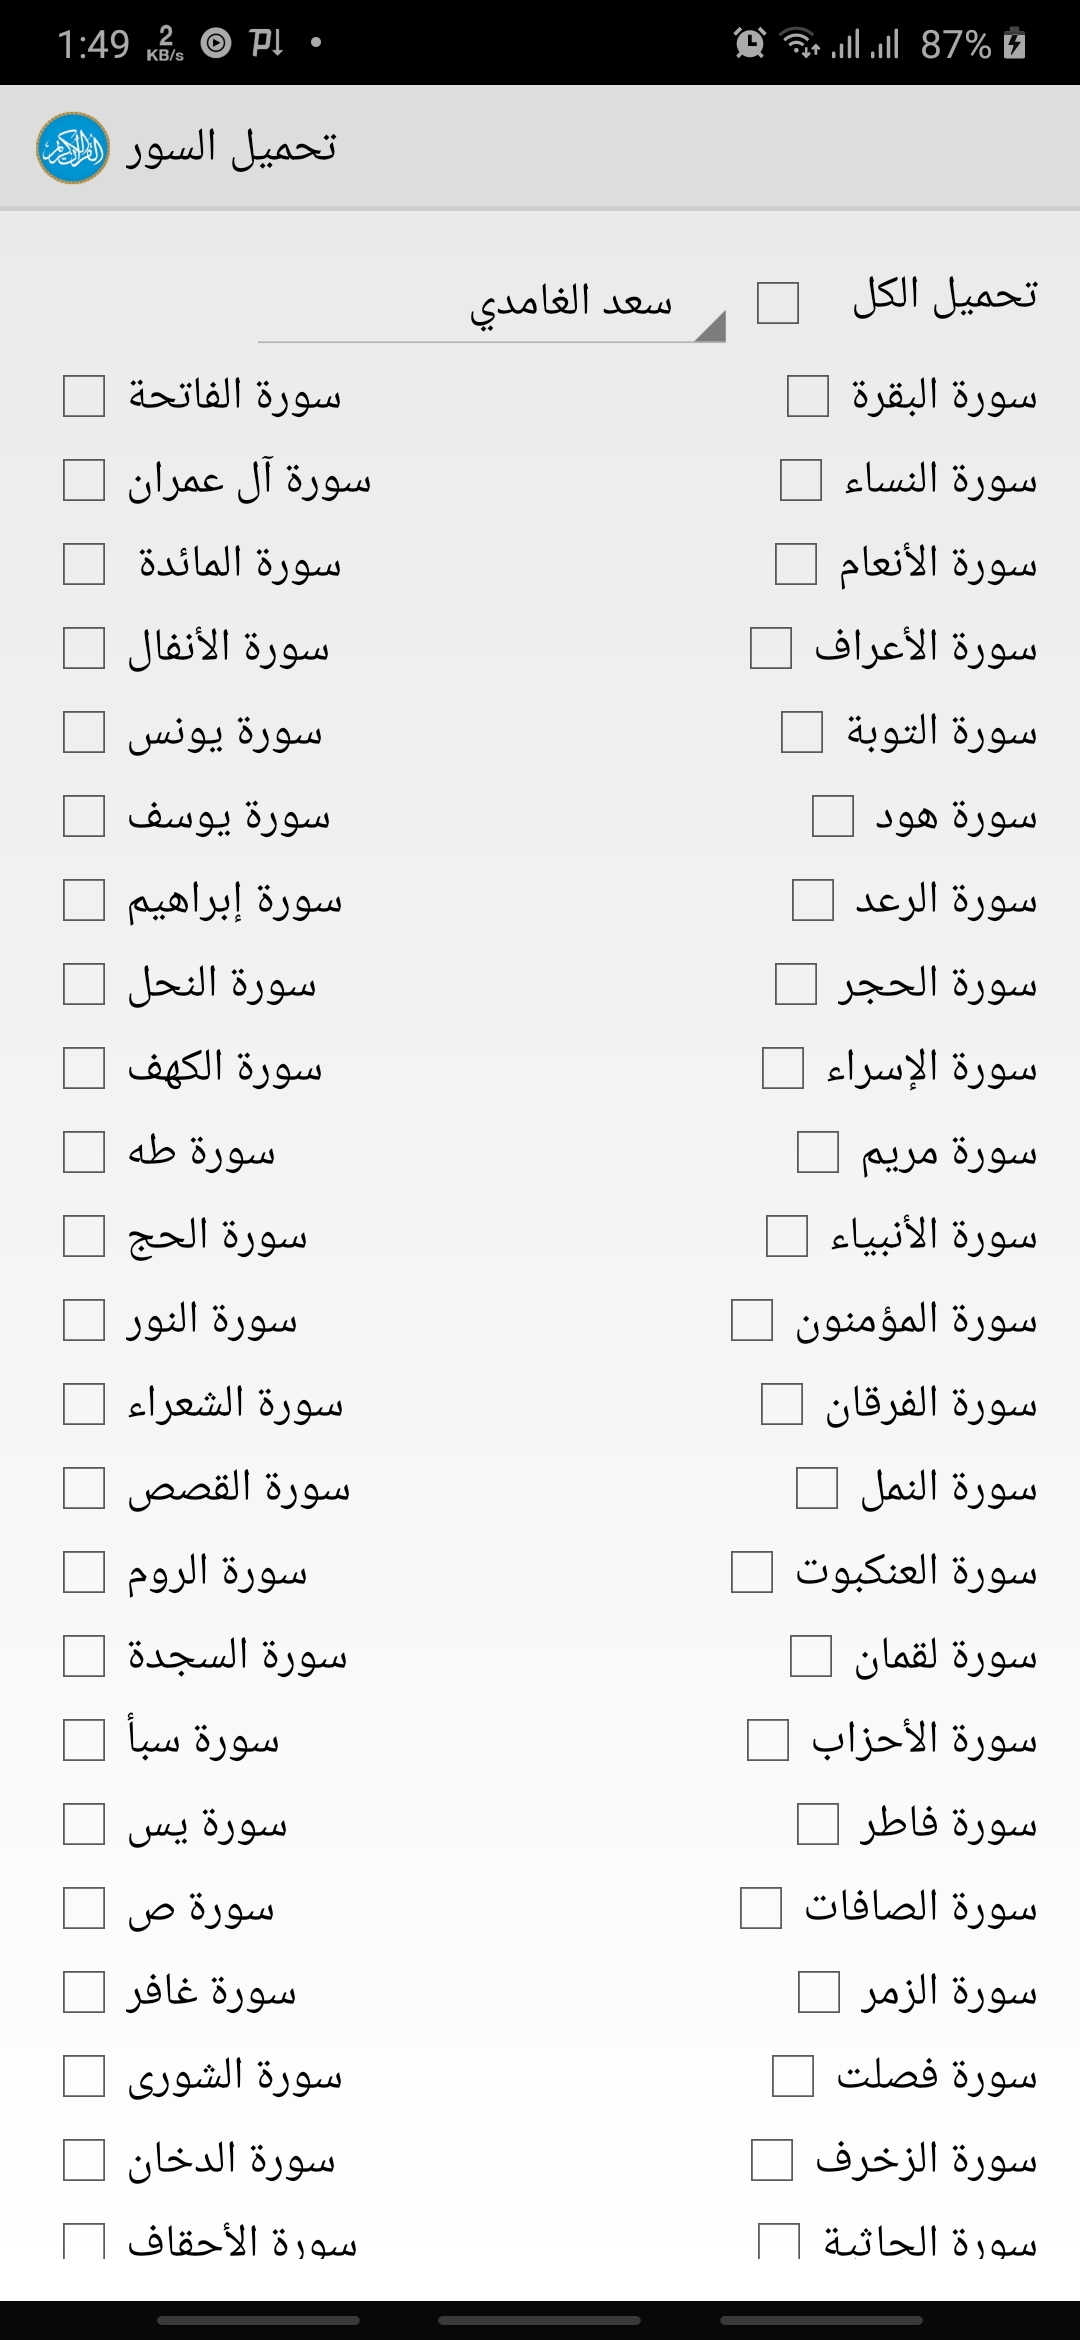 1:49 2 KB/s 87%
تحميل السور
تحميل الكل سعد الغامدي
سورة البقرة سورة الفاتحة
سورة النساء سورة آل عمران
سورة الأنعام سورة المائدة
سورة الأعراف سورة الأنفال
سورة التوبة سورة يونس
سورة هود سورة يوسف
سورة الرعد سورة إبراهيم
سورة الحجر سورة النحل
سورة الإسراء سورة الكهف
سورة مريم سورة طه
سورة الأنبياء سورة الحج
سورة المؤمنون سورة النور
سورة الفرقان سورة الشعراء
سورة النمل سورة القصص
سورة العنكبوت سورة الروم
سورة لقمان سورة السجدة
سورة الأحزاب سورة سبأ
سورة فاطر سورة يس
سورة الصافات سورة ص
سورة الزمر سورة غافر
سورة فصلت سورة الشورى
سورة الزخرف سورة الدخان
سورة الجاثية سورة الأحقاف